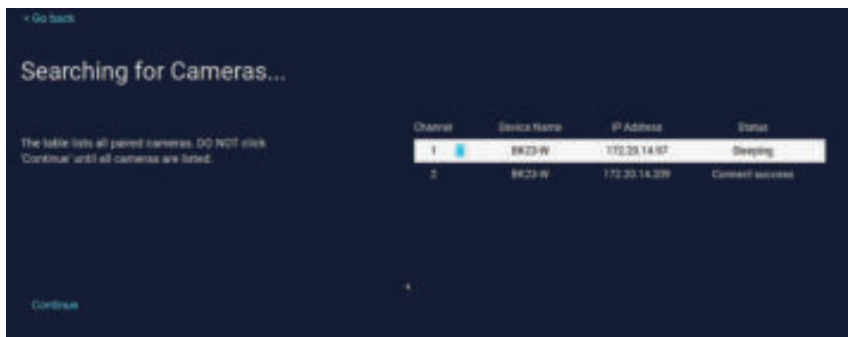 < Go back
Searching for Cameras...
The table lists all paired cameras. DO NOT click
'Continue' until all cameras are listed.
Channel Device Name IP Address Status
1 BK23-W 172.20.14.97 Sleeping
2 BK23-W 172.20.14.209 Connect success
Continue